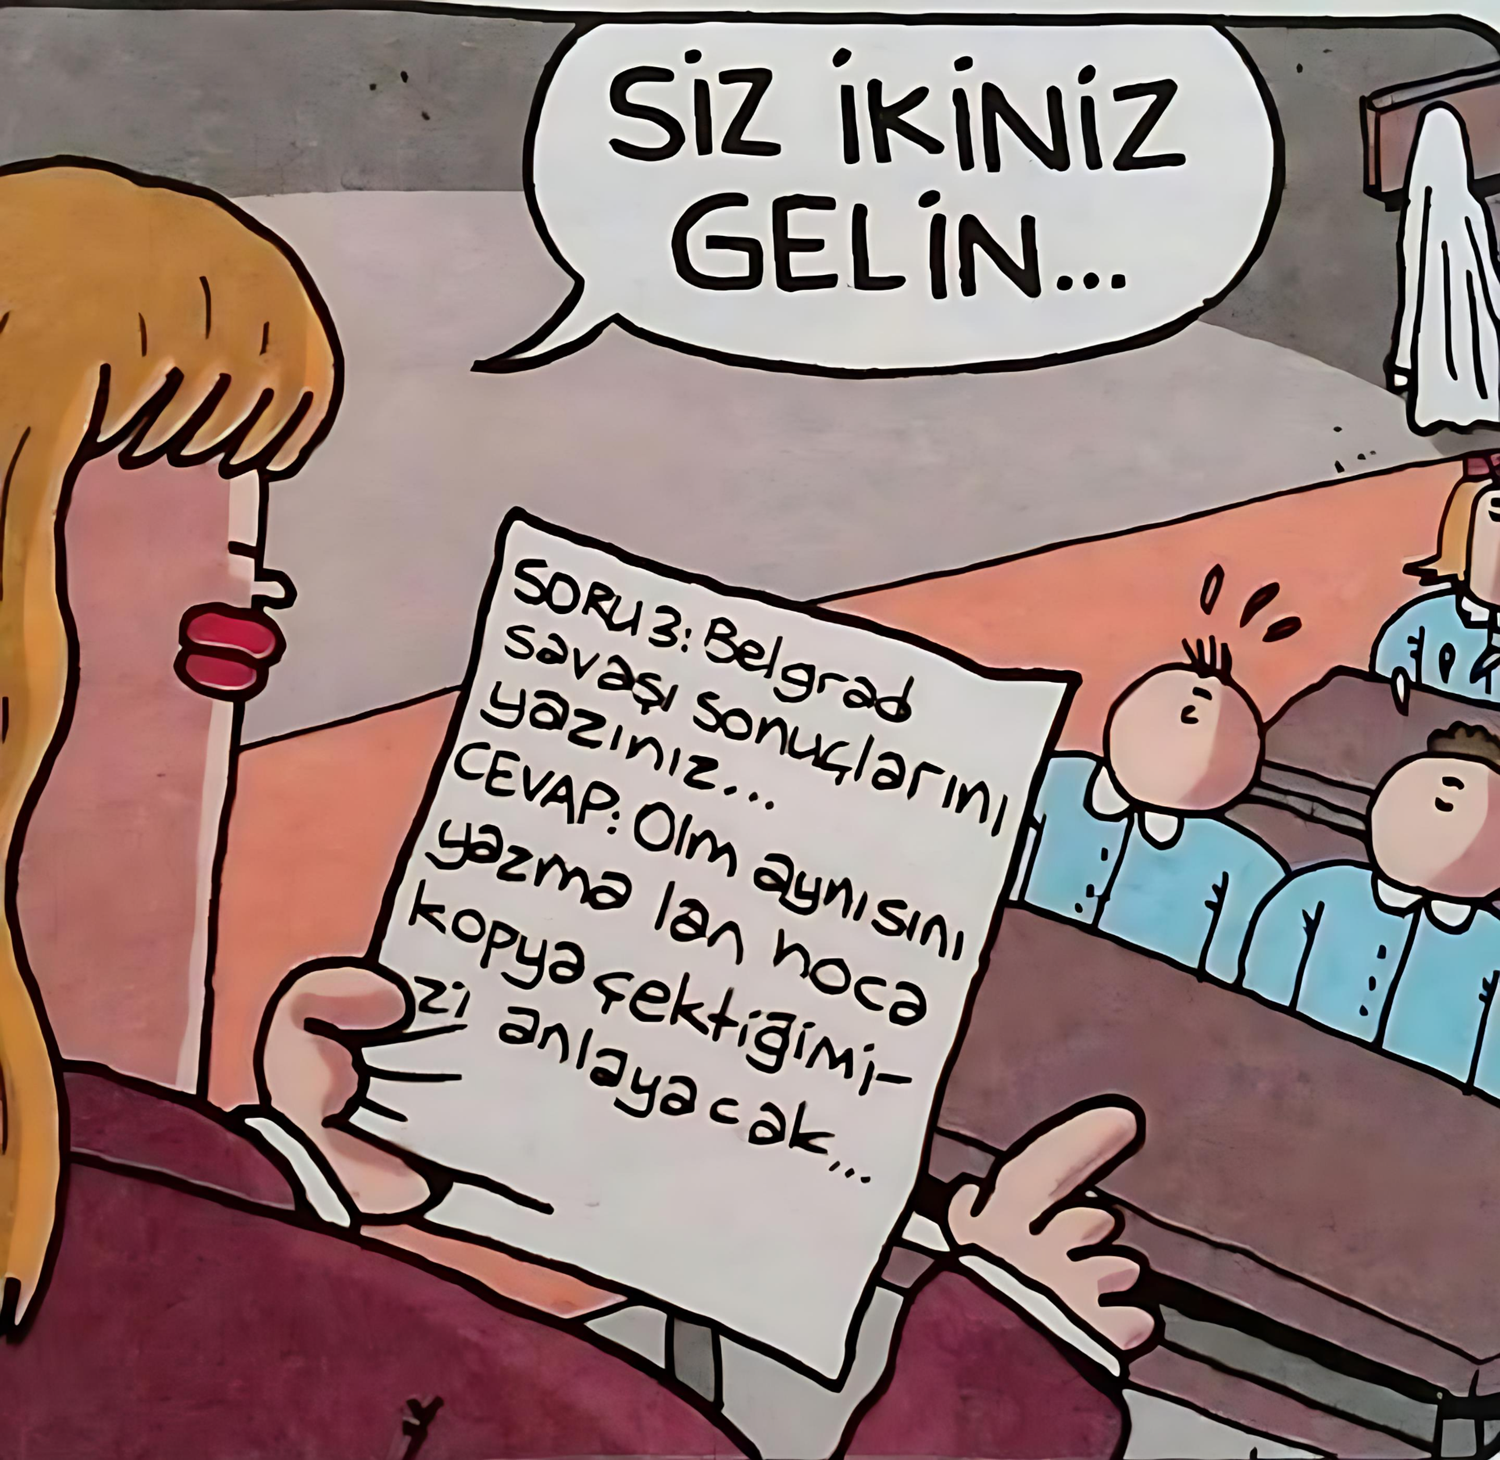 SİZ İKİNİZ
GELİN...
SORU 3: Belgrad
savaşı sonuçlarını
yazınız...
CEVAP: Olm aynısını
yazma lan hoca
kopya çektiğimi-
zi anlayacak...